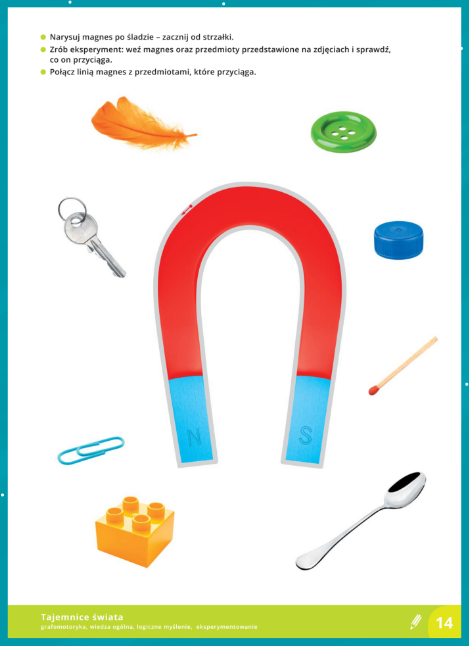 Narysuj magnes po śladzie – zacznij od strzałki.
Zrób eksperyment: weź magnes oraz przedmioty przedstawione na zdjęciach i sprawdź,
co on przyciąga.
Połącz linią magnes z przedmiotami, które przyciąga.
N
S
Tajemnice świata
grafomotoryka, wiedza ogólna, logiczne myślenie, eksperymentowanie
14